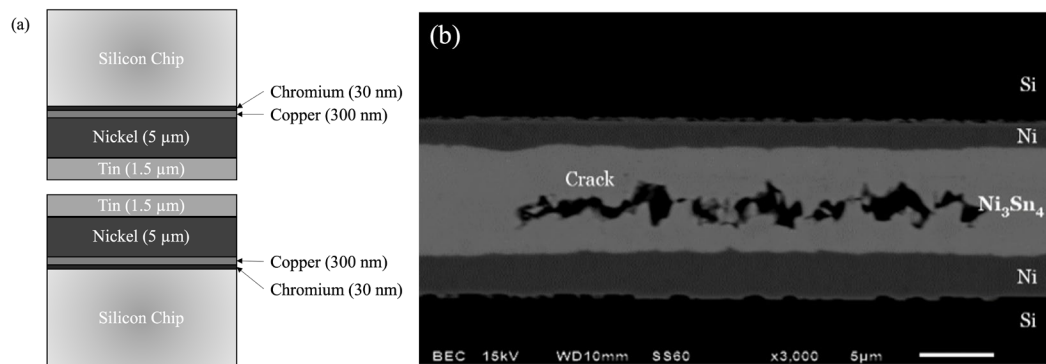 (a)
Silicon Chip
Chromium (30 nm)
Copper (300 nm)
Nickel (5 µm)
Tin (1.5 µm)
Tin (1.5 µm)
Nickel (5 µm)
Copper (300 nm)
Chromium (30 nm)
Silicon Chip
(b)
Si
Ni
Crack
Ni₃Sn₄
Ni
Si
BEC 15kV WD10mm SS60 x3,000 5µm